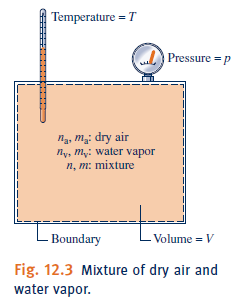 Temperature = T
Pressure = p
na, ma: dry air
nv, mv: water vapor
n, m: mixture
Boundary
Volume = V
Fig. 12.3 Mixture of dry air and
water vapor.